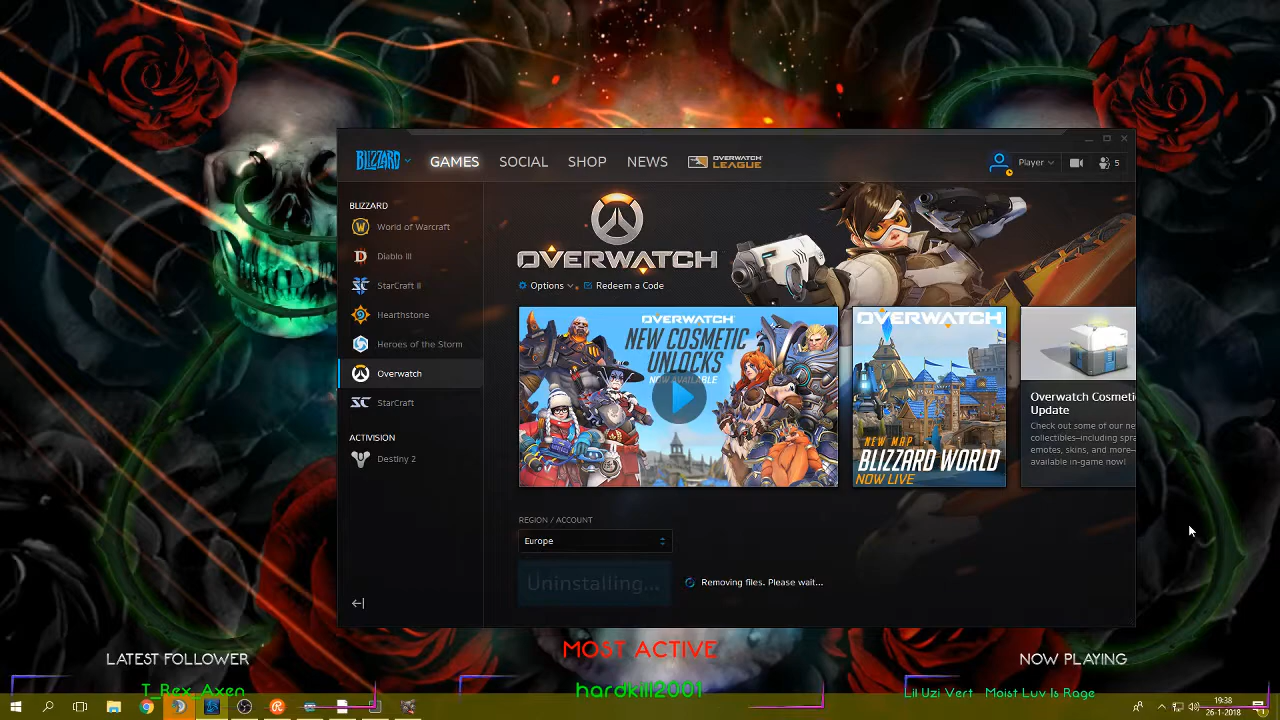 BLIZZARD
GAMES
SOCIAL
SHOP
NEWS
OVERWATCH
LEAGUE
Player
5
BLIZZARD
World of Warcraft
Diablo III
StarCraft II
Hearthstone
Heroes of the Storm
Overwatch
StarCraft
ACTIVISION
Destiny 2
OVERWATCH
Options
Redeem a Code
OVERWATCH
NEW COSMETIC
UNLOCKS
NOW AVAILABLE
OVERWATCH
NEW MAP
BLIZZARD WORLD
NOW LIVE
Overwatch Cosmetic
Update
Check out some of our ne
collectibles–including spra
emotes, skins, and more–
available in-game now!
REGION / ACCOUNT
Europe
Uninstalling...
Removing files. Please wait...
LATEST FOLLOWER
T_Rex_Axen
MOST ACTIVE
hardkill2001
NOW PLAYING
Lil Uzi Vert Moist Luv Is Rage
19:38
26-1-2018